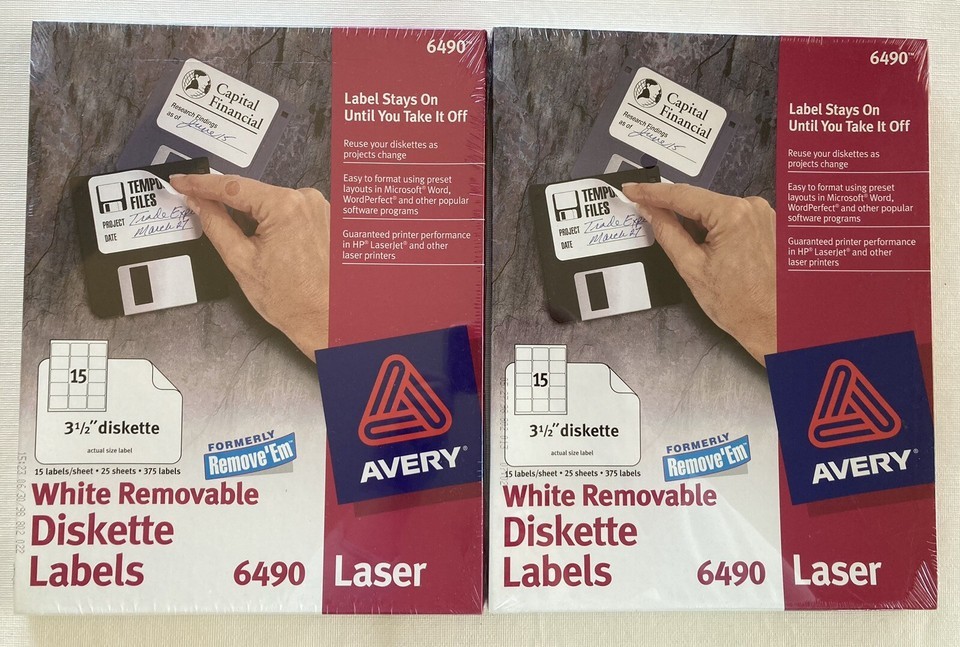 6490™
Label Stays On
Until You Take It Off
Reuse your diskettes as
projects change
Easy to format using preset
layouts in Microsoft® Word,
WordPerfect® and other popular
software programs
Guaranteed printer performance
in HP® LaserJet® and other
laser printers
Capital
Financial
Research Findings
as of June 15
TEMPO
FILES
PROJECT Trade Exp
DATE March 27
15
3 1/2" diskette
actual size label
FORMERLY
Remove'Em™
15 labels/sheet • 25 sheets • 375 labels
AVERY®
White Removable
Diskette
Labels 6490
Laser
6490™
Label Stays On
Until You Take It Off
Reuse your diskettes as
projects change
Easy to format using preset
layouts in Microsoft® Word,
WordPerfect® and other popular
software programs
Guaranteed printer performance
in HP® LaserJet® and other
laser printers
Capital
Financial
Research Findings
as of June 15
TEMPO
FILES
PROJECT Trade Exp
DATE March 27
15
3 1/2" diskette
actual size label
FORMERLY
Remove'Em™
15 labels/sheet • 25 sheets • 375 labels
AVERY®
White Removable
Diskette
Labels 6490
Laser